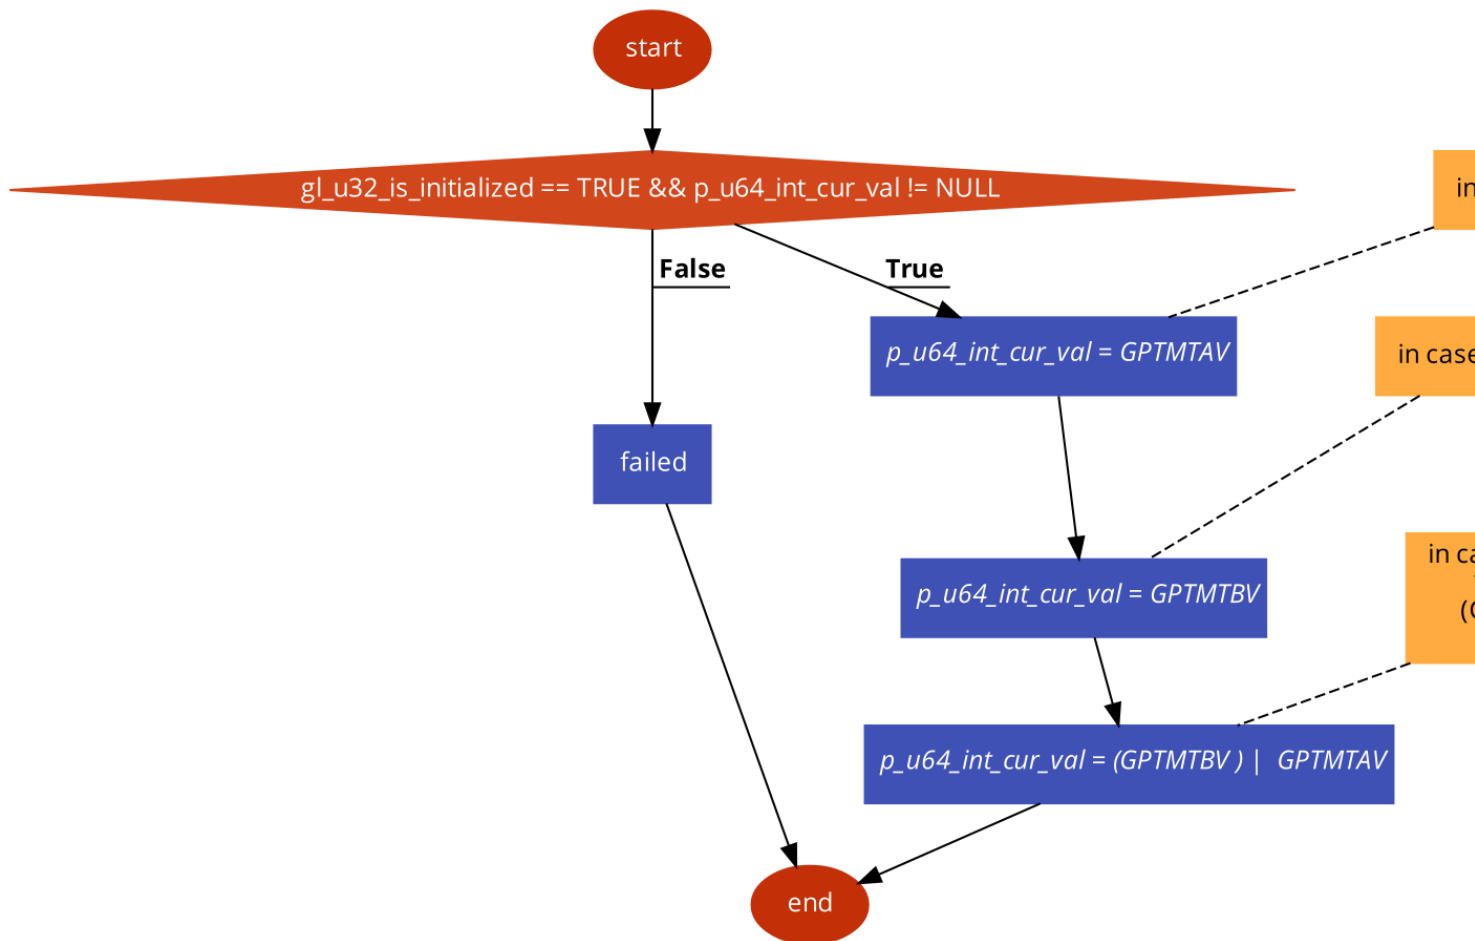 start
gl_u32_is_initialized == TRUE && p_u64_int_cur_val != NULL
in
False
True
p_u64_int_cur_val = GPTMTAV
in case
failed
in ca
p_u64_int_cur_val = GPTMTBV
(
p_u64_int_cur_val = (GPTMTBV ) | GPTMTAV
end